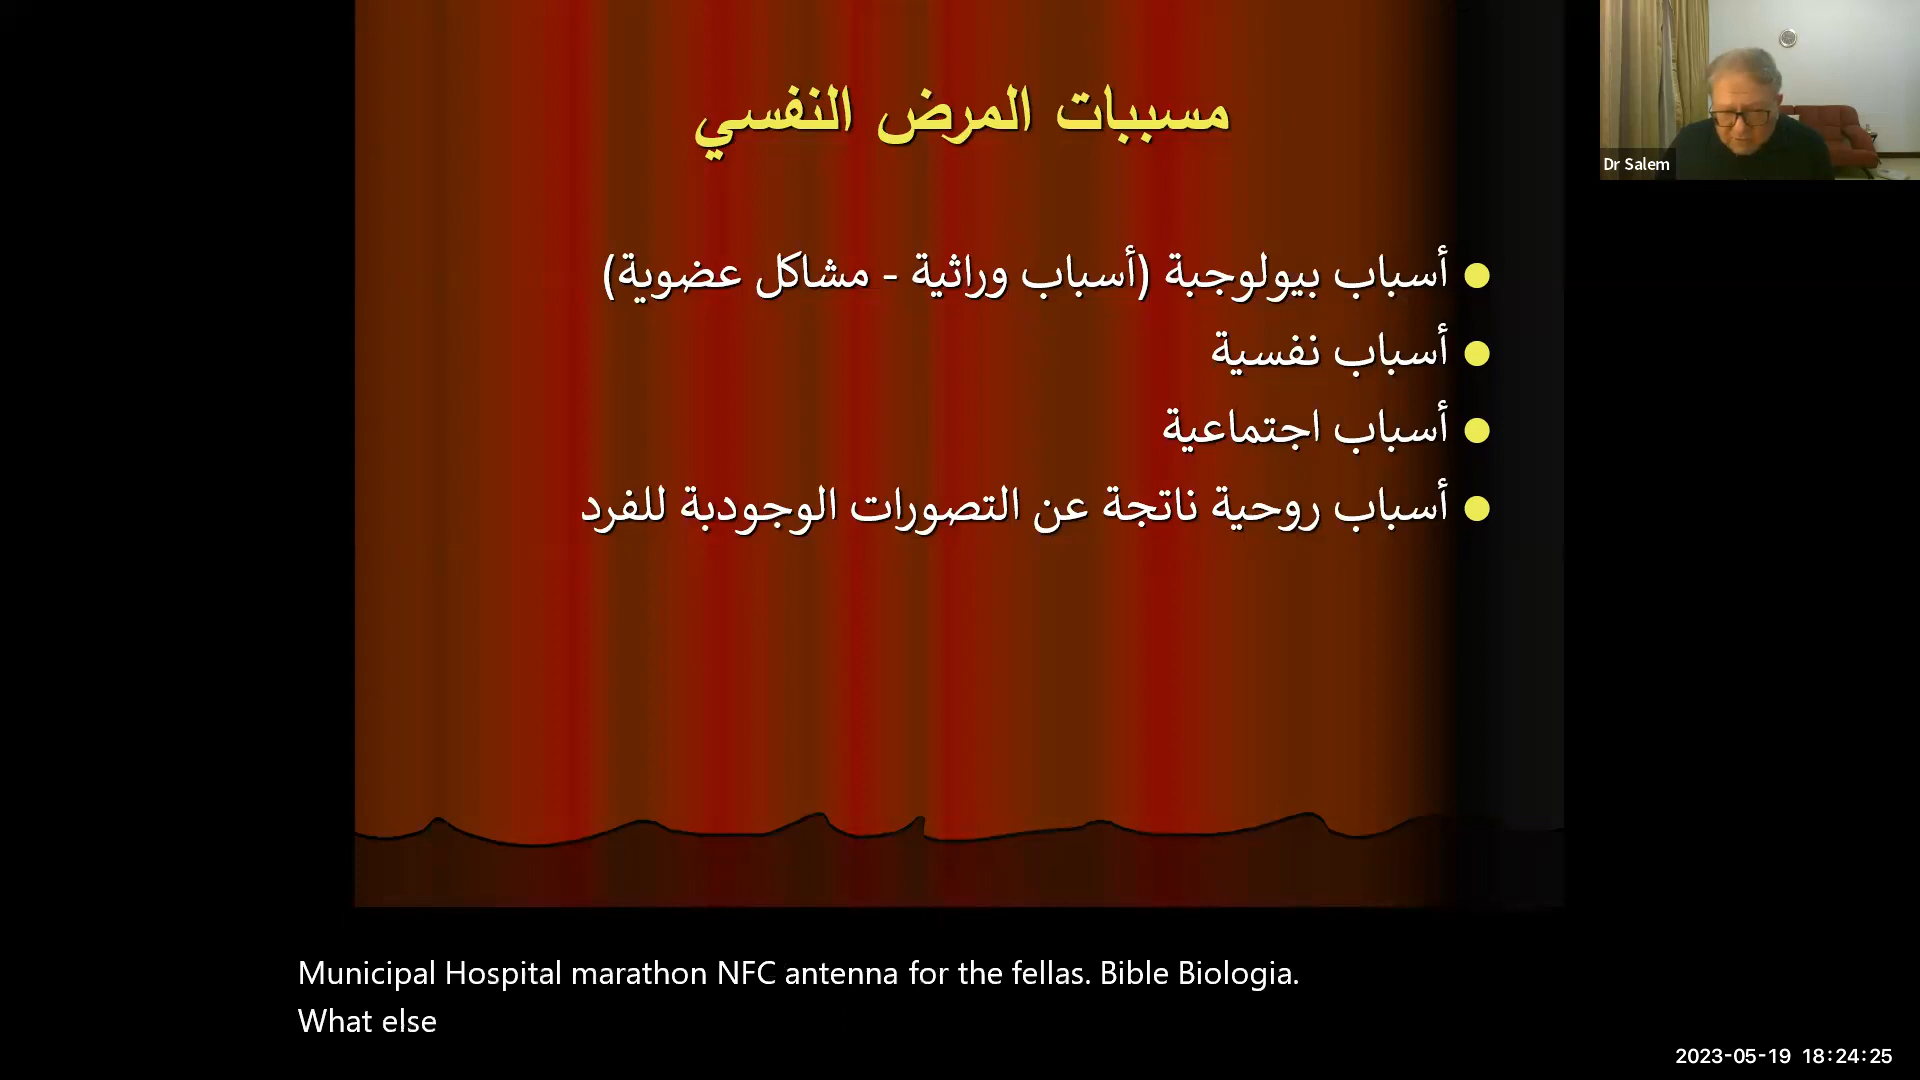 مسببات المرض النفسي
Dr Salem
أسباب بيولوجبة (أسباب وراثية - مشاكل عضوية)
أسباب نفسية
أسباب اجتماعية
أسباب روحية ناتجة عن التصورات الوجودبة للفرد
Municipal Hospital marathon NFC antenna for the fellas. Bible Biologia.
What else
2023-05-19 18:24:25